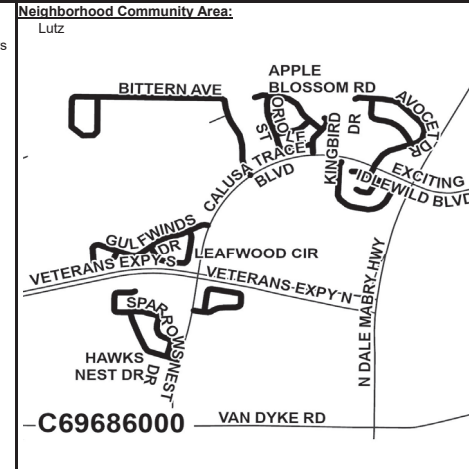 Neighborhood Community Area:
Lutz
s
APPLE
BLOSSOM RD
BITTERN AVE
AVOCET DR
ORIOLE
ST
KINGBIRD
DR
CALUSA TRACE
BLVD
EXCITING
IDLEWILD BLVD
GULFWINDS
DR
LEAFWOOD CIR
VETERANS EXPY S
VETERANS EXPY N
N DALE MABRY HWY
SPARROWSNEST
DR
HAWKS
NEST DR
VAN DYKE RD
C69686000